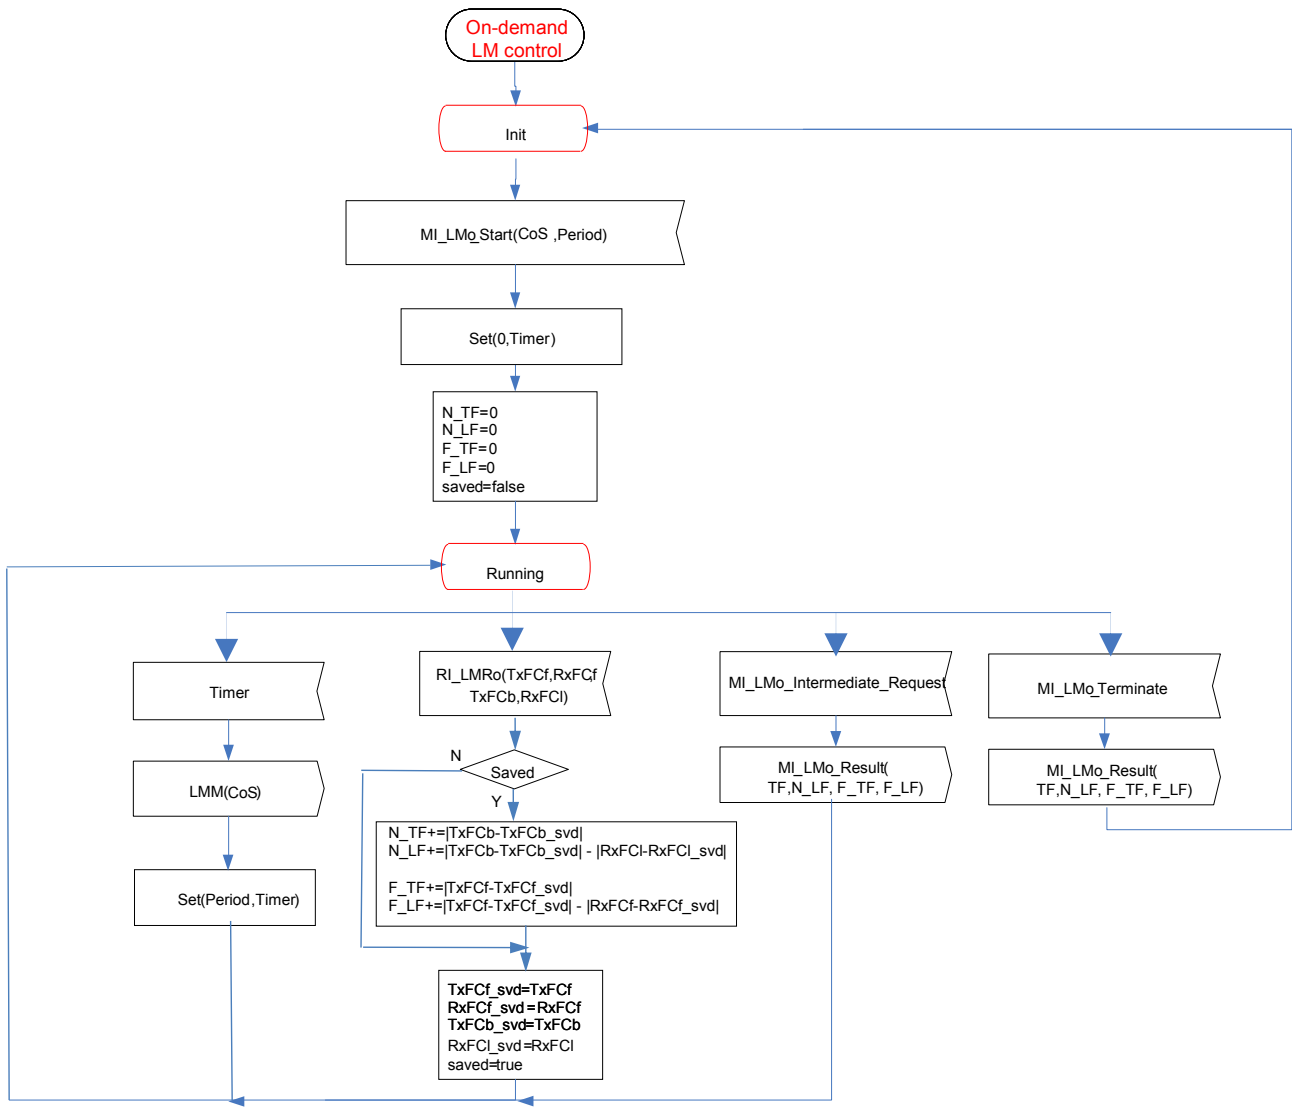 On-demand
LM control
Init
MI_LMo_Start(CoS ,Period)
Set(0,Timer)
N_TF=0
N_LF=0
F_TF=0
F_LF=0
saved=false
Running
Timer
LMM(CoS)
Set(Period,Timer)
RI_LMRo(TxFCf,RxFCf
TxFCb,RxFCl)
N
Saved
Y
N_TF+=|TxFCb-TxFCb_svd|
N_LF+=|TxFCb-TxFCb_svd| - |RxFCl-RxFCl_svd|
F_TF+=|TxFCf-TxFCf_svd|
F_LF+=|TxFCf-TxFCf_svd| - |RxFCf-RxFCf_svd|
TxFCf_svd=TxFCf
RxFCf_svd=RxFCf
TxFCb_svd=TxFCb
RxFCl_svd=RxFCl
saved=true
MI_LMo_Intermediate_Request
MI_LMo_Result(
TF,N_LF, F_TF, F_LF)
MI_LMo_Terminate
MI_LMo_Result(
TF,N_LF, F_TF, F_LF)